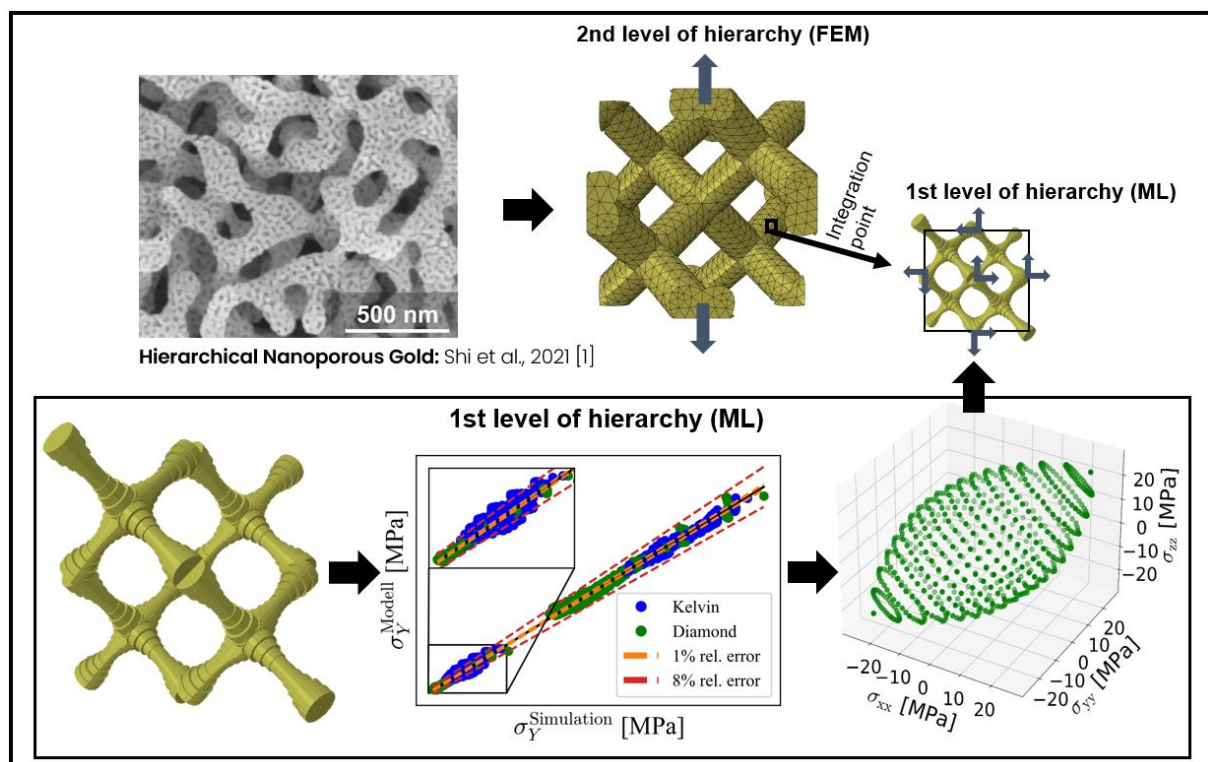 2nd level of hierarchy (FEM)
500 nm
Hierarchical Nanoporous Gold: Shi et al., 2021 [1]
Integration
point
1st level of hierarchy (ML)
1st level of hierarchy (ML)
σ_Y^Modell [MPa]
Kelvin
Diamond
1% rel. error
8% rel. error
σ_Y^Simulation [MPa]
20
10
0
−10
−20
σ_zz [MPa]
−20
−10
0
10
20
σ_xx [MPa]
20
10
0
−10
−20
σ_yy [MPa]